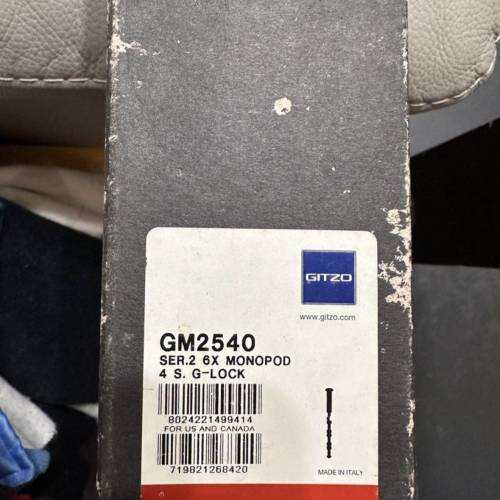 GITZO
www.gitzo.com
GM2540
SER.2 6X MONOPOD
4 S. G-LOCK
8024221499414
FOR US AND CANADA
719821268420
MADE IN ITALY